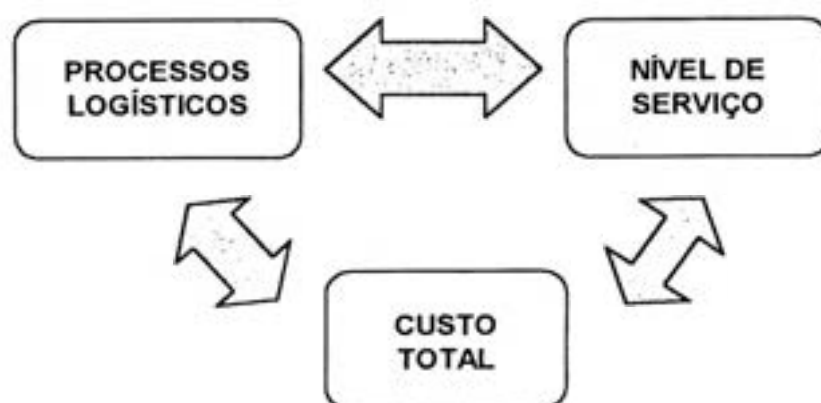 PROCESSOS
LOGÍSTICOS
NÍVEL DE
SERVIÇO
CUSTO
TOTAL